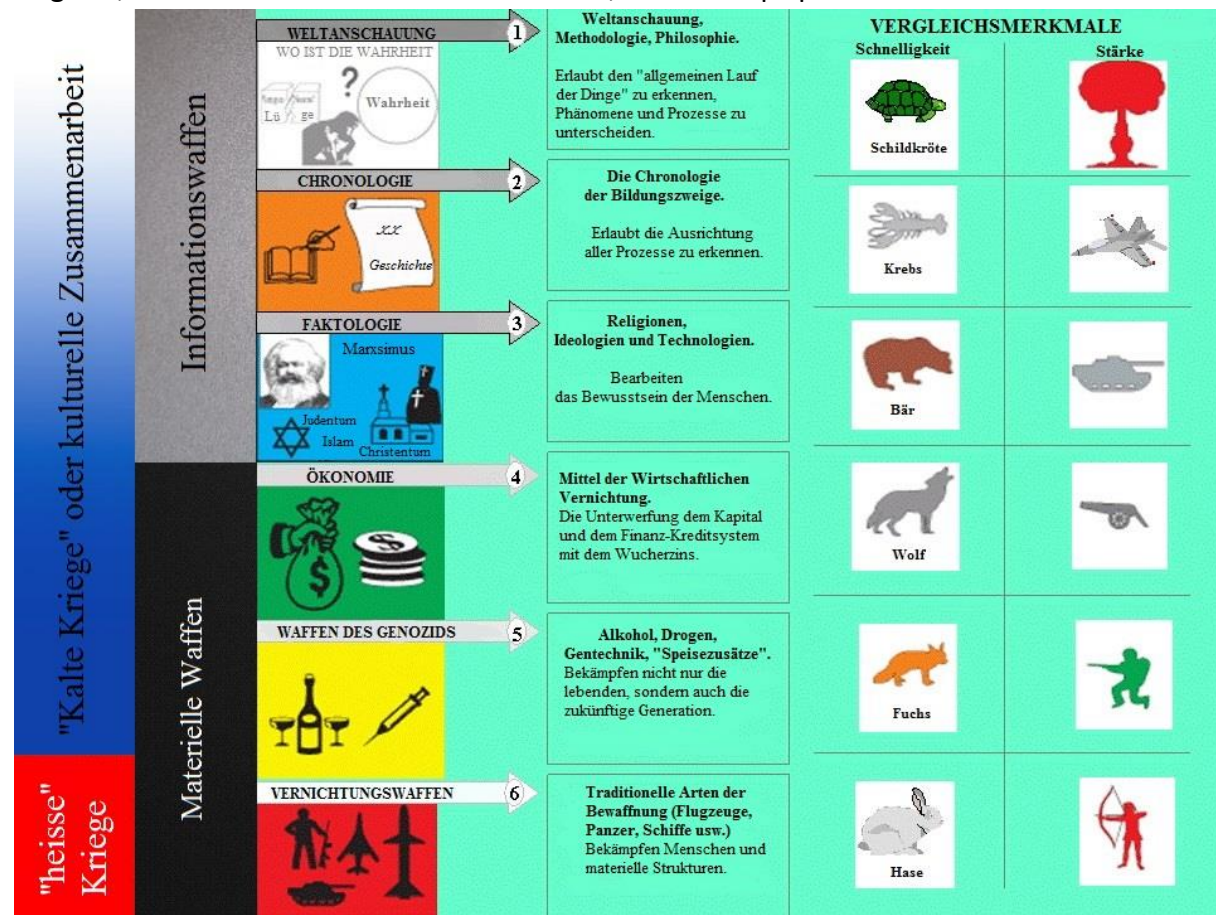 "Kalte Kriege" oder kulturelle Zusammenarbeit
"heisse"
Kriege
Informationswaffen
Materielle Waffen
WELTANSCHAUUNG
1
WO IST DIE WAHRHEIT
?
Lü ge
Wahrheit
Weltanschauung,
Methodologie, Philosophie.
Erlaubt den "allgemeinen Lauf
der Dinge" zu erkennen,
Phänomene und Prozesse zu
unterscheiden.
VERGLEICHSMERKMALE
Schnelligkeit
Stärke
Schildkröte
CHRONOLOGIE
2
XX
Geschichte
Die Chronologie
der Bildungszweige.
Erlaubt die Ausrichtung
aller Prozesse zu erkennen.
Krebs
FAKTOLOGIE
3
Marxsimus
Judentum
Islam
Christentum
Religionen,
Ideologien und Technologien.
Bearbeiten
das Bewusstsein der Menschen.
Bär
ÖKONOMIE
4
$
$
Mittel der Wirtschaftlichen
Vernichtung.
Die Unterwerfung dem Kapital
und dem Finanz-Kreditsystem
mit dem Wucherzins.
Wolf
WAFFEN DES GENOZIDS
5
Alkohol, Drogen,
Gentechnik, "Speisezusätze".
Bekämpfen nicht nur die
lebenden, sondern auch die
zukünftige Generation.
Fuchs
VERNICHTUNGSWAFFEN
6
Traditionelle Arten der
Bewaffnung (Flugzeuge,
Panzer, Schiffe usw.)
Bekämpfen Menschen und
materielle Strukturen.
Hase